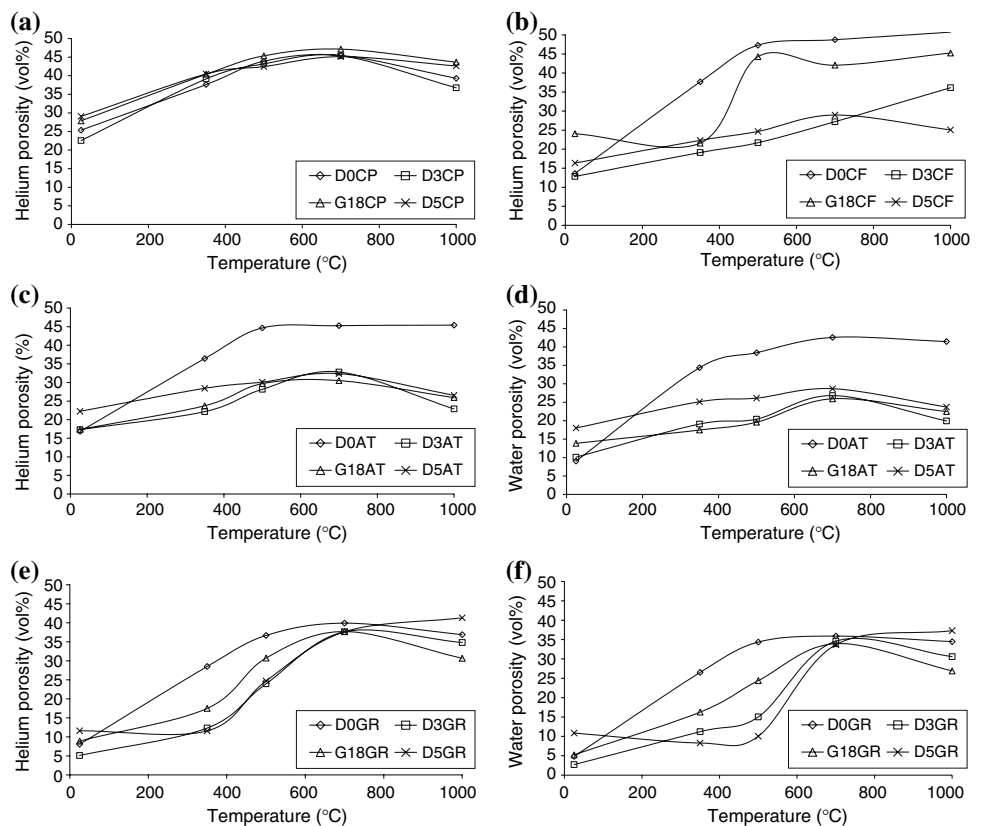 (a)
Helium porosity (vol%)
50
45
40
35
30
25
20
15
10
5
0
0 200 400 600 800 1000
Temperature (°C)
D0CP D3CP
G18CP D5CP
(b)
Helium porosity (vol%)
50
45
40
35
30
25
20
15
10
5
0
0 200 400 600 800 1000
Temperature (°C)
D0CF D3CF
G18CF D5CF
(c)
Helium porosity (%)
50
45
40
35
30
25
20
15
10
5
0
0 200 400 600 800 1000
Temperature (°C)
D0AT D3AT
G18AT D5AT
(d)
Water porosity (vol%)
50
45
40
35
30
25
20
15
10
5
0
0 200 400 600 800 1000
Temperature (°C)
D0AT D3AT
G18AT D5AT
(e)
Helium porosity (vol%)
50
45
40
35
30
25
20
15
10
5
0
0 200 400 600 800 1000
Temperature (°C)
D0GR D3GR
G18GR D5GR
(f)
Water porosity (vol%)
50
45
40
35
30
25
20
15
10
5
0
0 200 400 600 800 1000
Temperature (°C)
D0GR D3GR
G18GR D5GR